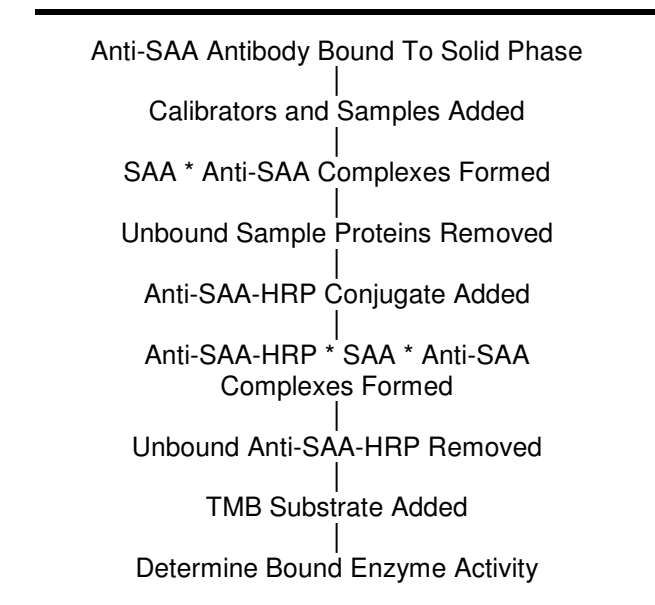 Anti-SAA Antibody Bound To Solid Phase
Calibrators and Samples Added
SAA * Anti-SAA Complexes Formed
Unbound Sample Proteins Removed
Anti-SAA-HRP Conjugate Added
Anti-SAA-HRP * SAA * Anti-SAA
Complexes Formed
Unbound Anti-SAA-HRP Removed
TMB Substrate Added
Determine Bound Enzyme Activity